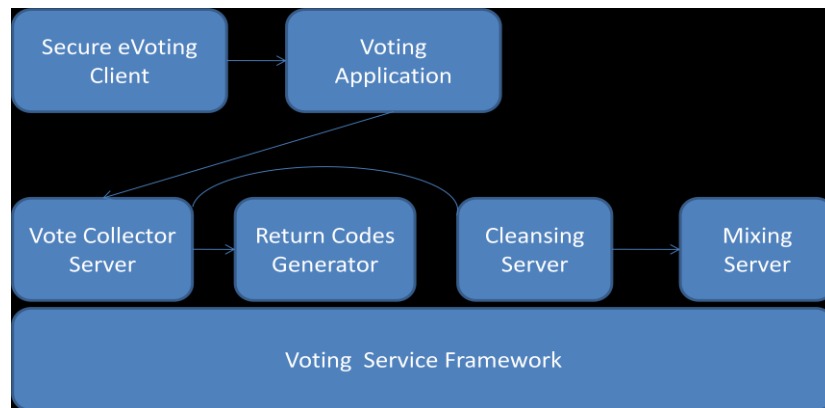 Secure eVoting
Client
Voting
Application
Vote Collector
Server
Return Codes
Generator
Cleansing
Server
Mixing
Server
Voting  Service Framework